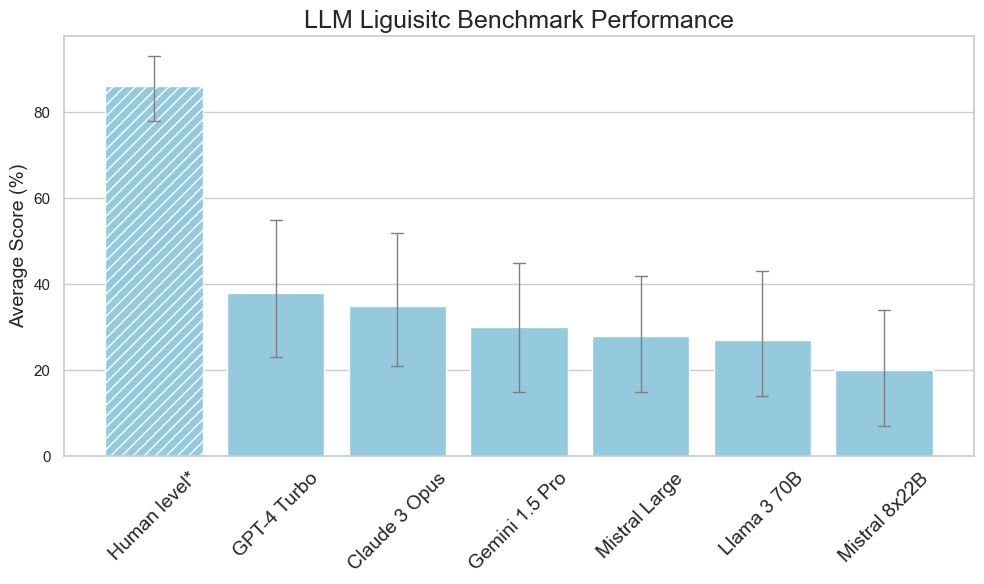 LLM Liguisitc Benchmark Performance
Average Score (%)
80
60
40
20
0
Human level*
GPT-4 Turbo
Claude 3 Opus
Gemini 1.5 Pro
Mistral Large
Llama 3 70B
Mistral 8x22B